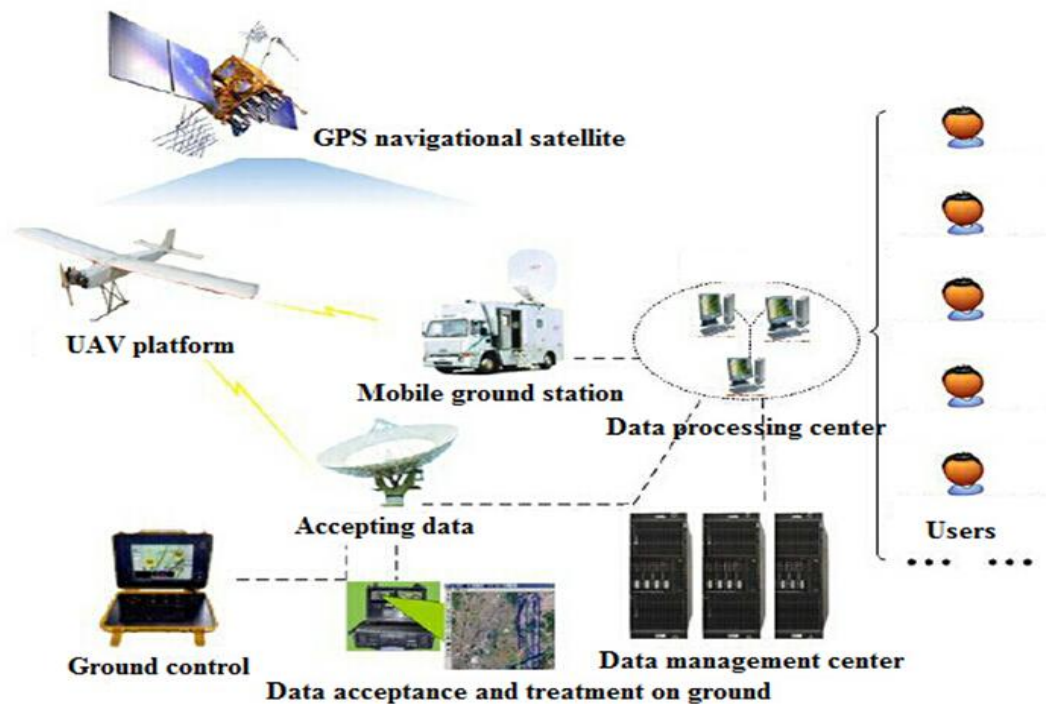 GPS navigational satellite
UAV platform
Mobile ground station
Data processing center
Accepting data
Users
... ...
Ground control
Data management center
Data acceptance and treatment on ground